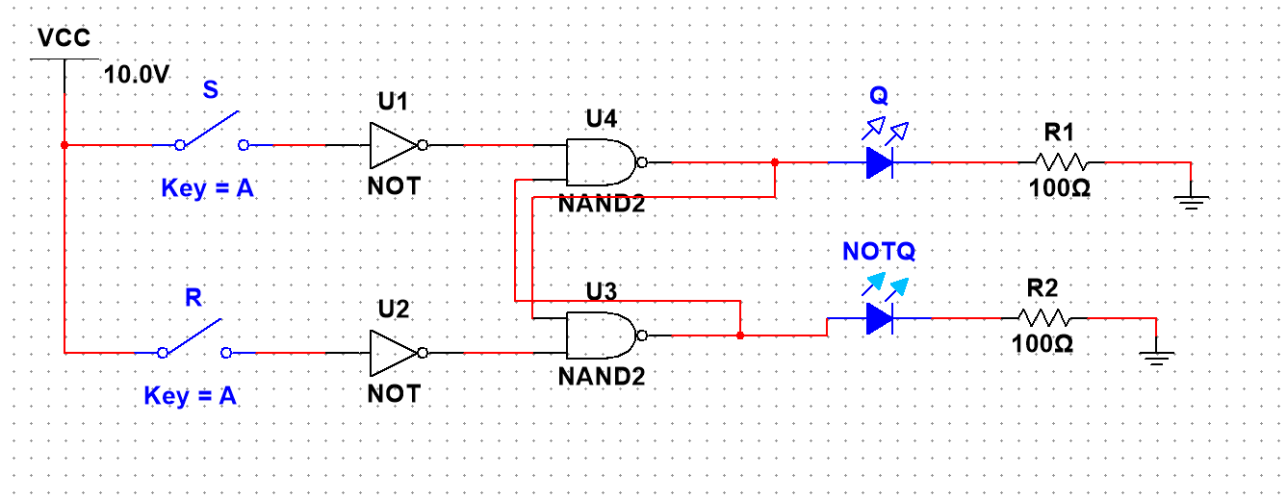 VCC
10.0V
S
Key = A
U1
NOT
U4
NAND2
Q
R1
100Ω
R
Key = A
U2
NOT
U3
NAND2
NOTQ
R2
100Ω